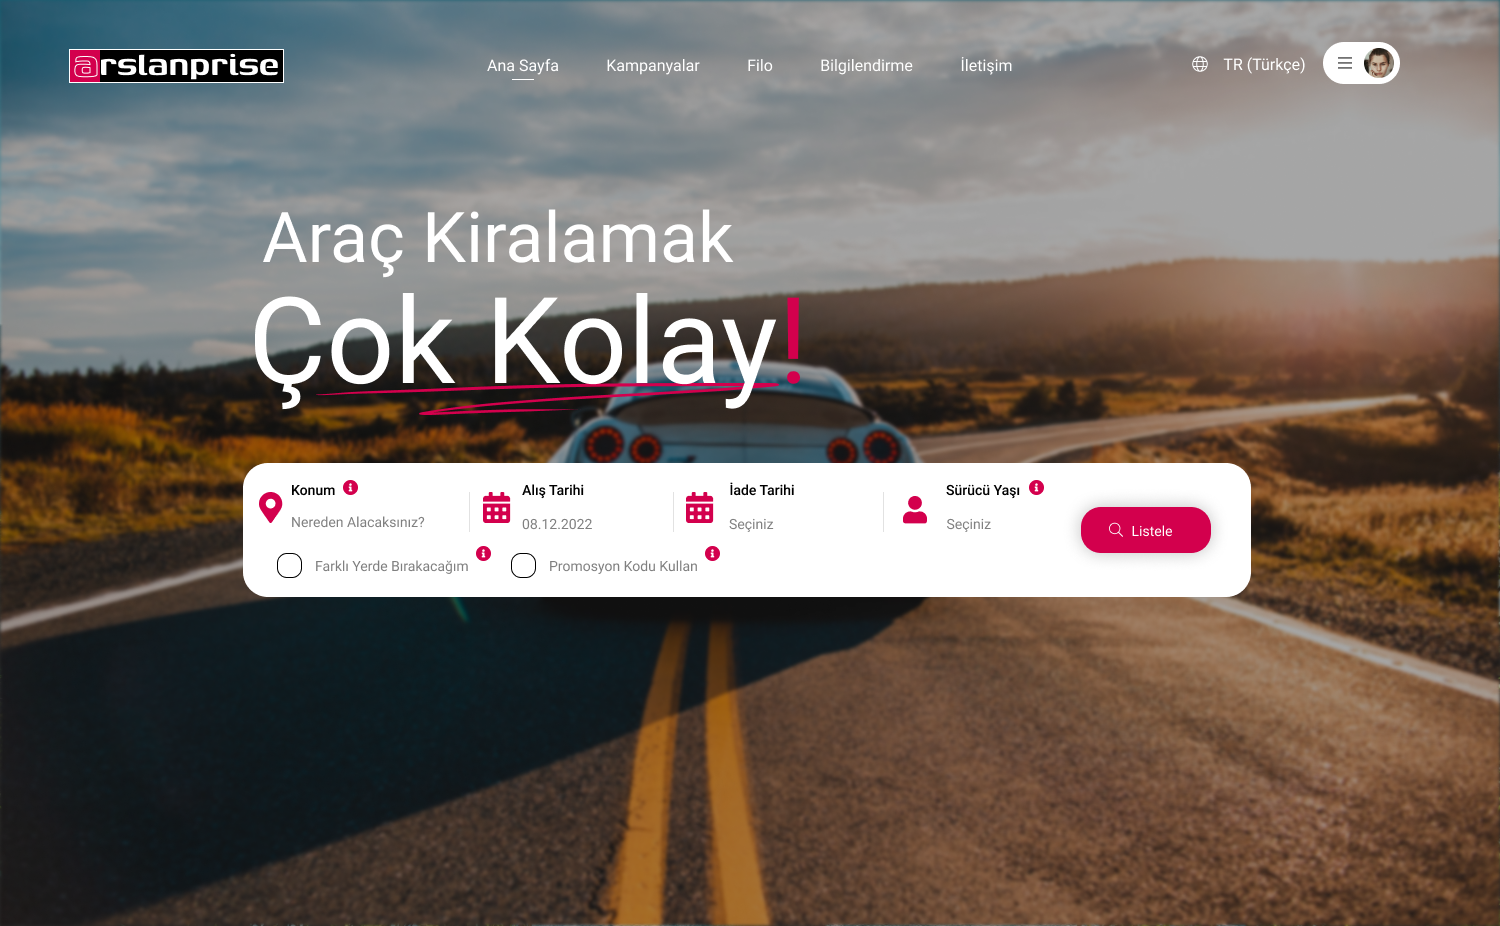 arslanprise
Ana Sayfa
Kampanyalar
Filo
Bilgilendirme
İletişim
TR (Türkçe)
Araç Kiralamak
Çok Kolay!
Konum
Nereden Alacaksınız?
Alış Tarihi
08.12.2022
İade Tarihi
Seçiniz
Sürücü Yaşı
Seçiniz
Listele
Farklı Yerde Bırakacağım
Promosyon Kodu Kullan